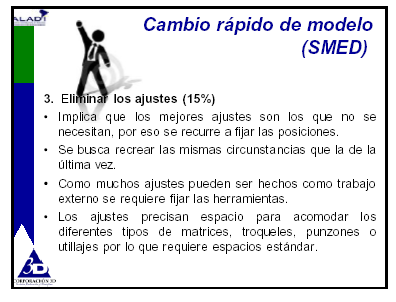 ALADI
Cambio rápido de modelo
(SMED)
3. Eliminar los ajustes (15%)
• Implica que los mejores ajustes son los que no se
necesitan, por eso se recurre a fijar las posiciones.
• Se busca recrear las mismas circunstancias que la de la
última vez.
• Como muchos ajustes pueden ser hechos como trabajo
externo se requiere fijar las herramientas.
• Los ajustes precisan espacio para acomodar los
diferentes tipos de matrices, troqueles, punzones o
utillajes por lo que requiere espacios estándar.
3D
CORPORACIÓN 3D